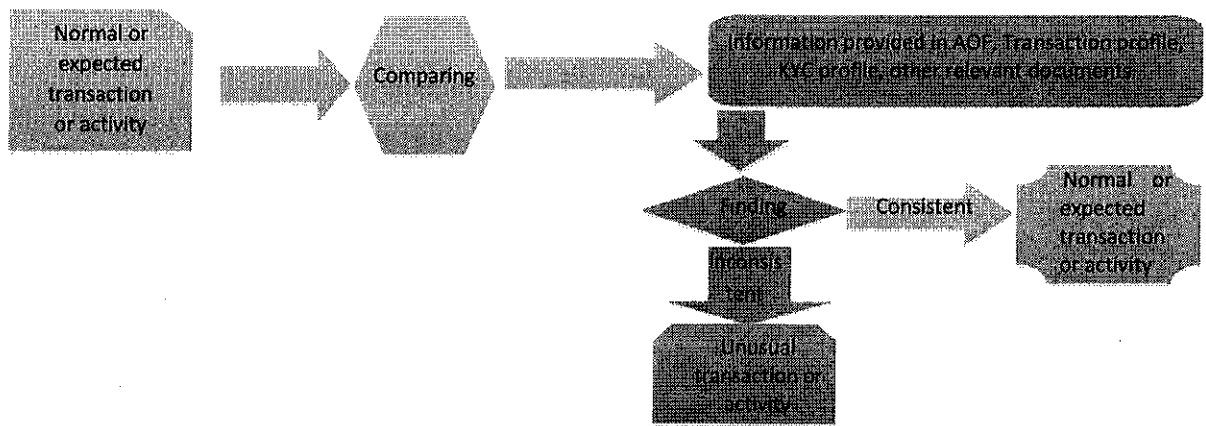 Normal or
expected
transaction
or activity
Comparing
Information provided in AOF, Transaction profile,
KYC profile, other relevant documents
Finding
Consistent
Normal or
expected
transaction
or activity
Inconsis
tent
Unusual
transaction or
activity